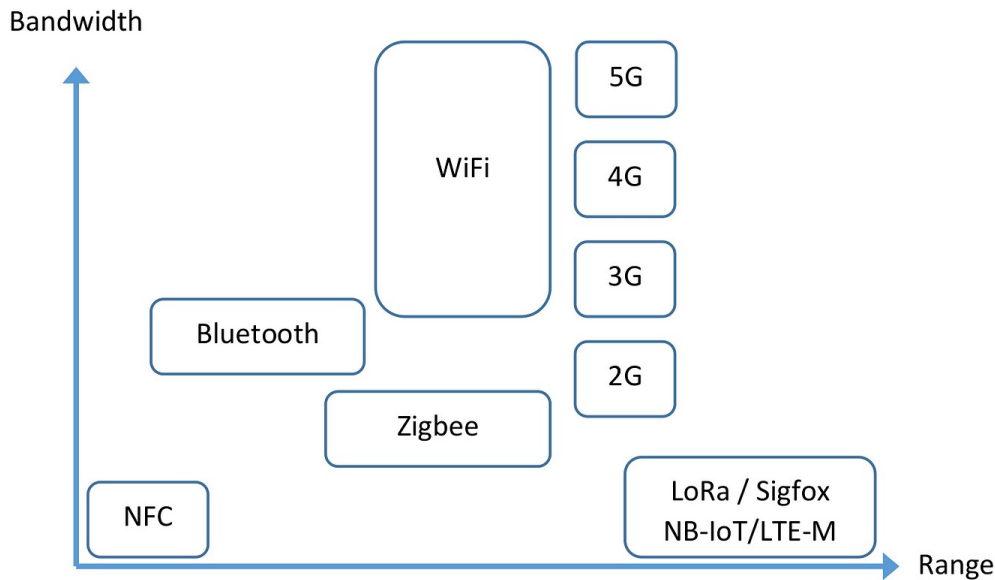 Bandwidth
5G
WiFi
4G
3G
Bluetooth
2G
Zigbee
LoRa / Sigfox
NFC
NB-IoT/LTE-M
Range